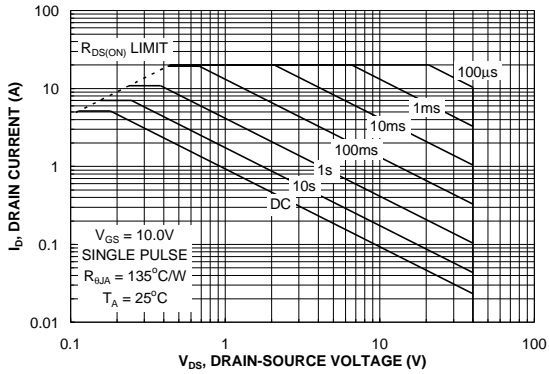 100
10
1
0.1
0.01
0.1
1
10
100
I_D, DRAIN CURRENT (A)
V_DS, DRAIN-SOURCE VOLTAGE (V)
R_DS(ON) LIMIT
100µs
1ms
10ms
100ms
1s
10s
DC
V_GS = 10.0V
SINGLE PULSE
R_θJA = 135°C/W
T_A = 25°C